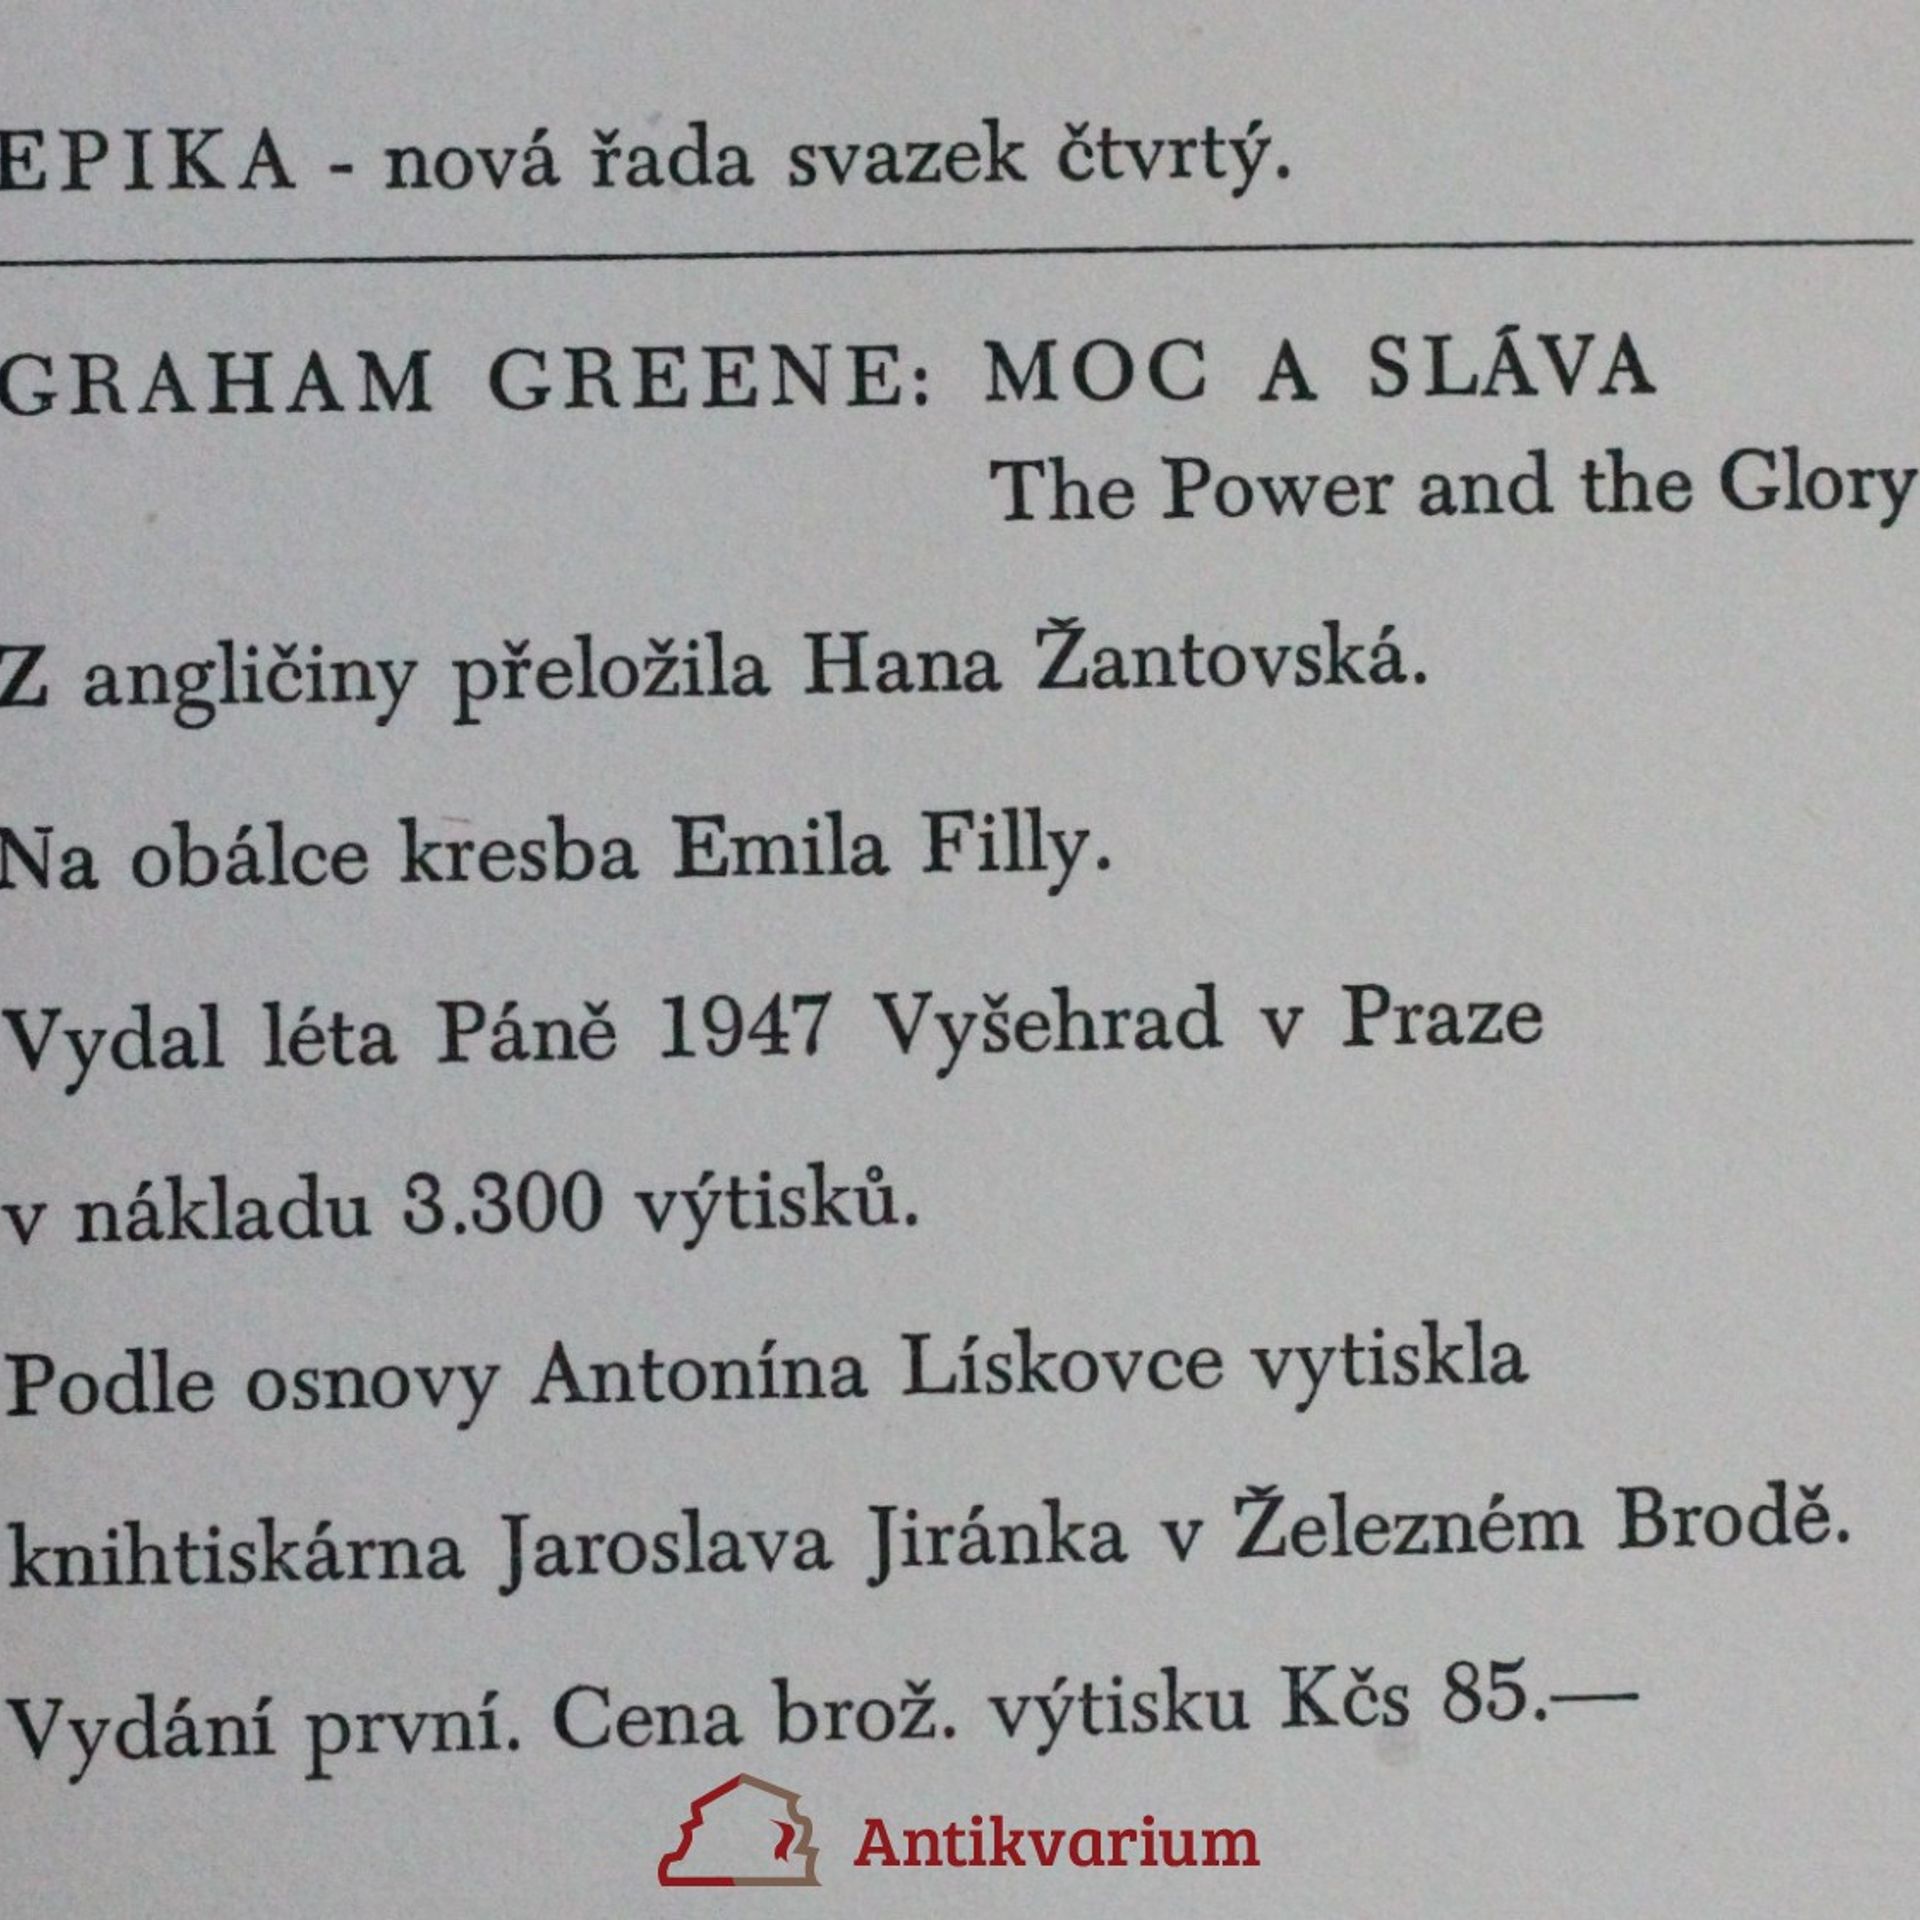 EPIKA - nová řada svazek čtvrtý.
GRAHAM GREENE: MOC A SLÁVA
The Power and the Glory
Z angličiny přeložila Hana Žantovská.
Na obálce kresba Emila Filly.
Vydal léta Páně 1947 Vyšehrad v Praze
v nákladu 3.300 výtisků.
Podle osnovy Antonína Lískovce vytiskla
knihtiskárna Jaroslava Jiránka v Železném Brodě.
Vydání první. Cena brož. výtisku Kčs 85.—
Antikvarium